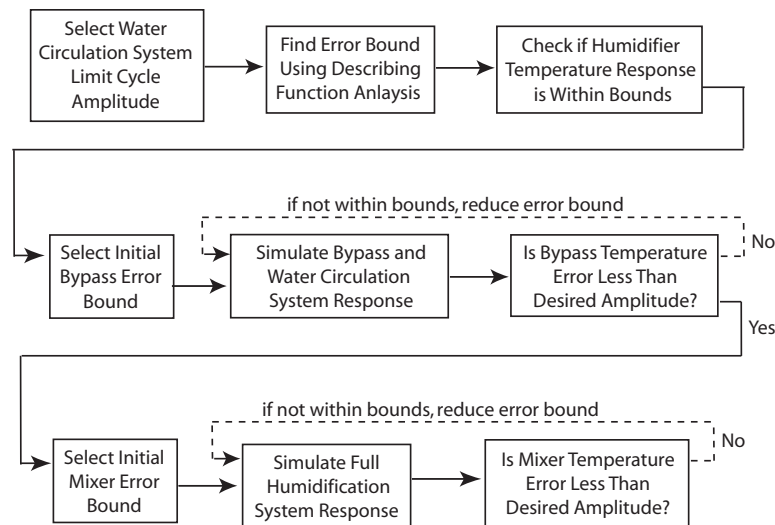 Select Water
Circulation System
Limit Cycle
Amplitude
Find Error Bound
Using Describing
Function Anlaysis
Check if Humidifier
Temperature Response
is Within Bounds
if not within bounds, reduce error bound
No
Select Initial
Bypass Error
Bound
Simulate Bypass and
Water Circulation
System Response
Is Bypass Temperature
Error Less Than
Desired Amplitude?
Yes
if not within bounds, reduce error bound
No
Select Initial
Mixer Error
Bound
Simulate Full
Humidification
System Response
Is Mixer Temperature
Error Less Than
Desired Amplitude?